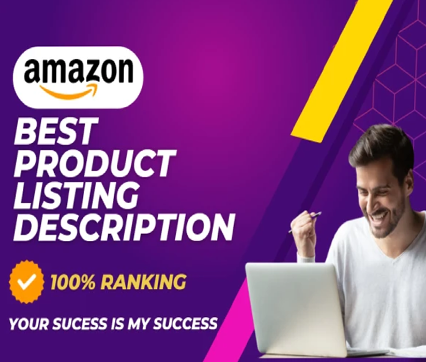 amazon
BEST
PRODUCT
LISTING
DESCRIPTION
100% RANKING
YOUR SUCESS IS MY SUCCESS